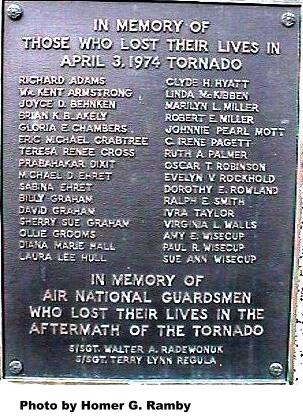 IN MEMORY OF
THOSE WHO LOST THEIR LIVES IN
APRIL 3, 1974 TORNADO
RICHARD ADAMS
WM. KENT ARMSTRONG
JOYCE D. BEHNKEN
BRIAN K. BLAKELY
GLORIA E. CHAMBERS
ERIC MICHAEL CRABTREE
TERESA RENEE CROSS
PRABAHAKAR DIXIT
MICHAEL D. EHRET
SABINA EHRET
BILLY GRAHAM
DAVID GRAHAM
SHERRY SUE GRAHAM
OLLIE GROOMS
DIANA MARIE HALL
LAURA LEE HULL
CLYDE H. HYATT
LINDA McKIBBEN
MARILYN L. MILLER
ROBERT E. MILLER
JOHNNIE PEARL MOTT
C. IRENE PAGETT
RUTH A. PALMER
OSCAR T. ROBINSON
EVELYN V. ROCKHOLD
DOROTHY E. ROWLAND
RALPH E. SMITH
IVRA TAYLOR
VIRGINIA L. WALLS
AMY E. WISECUP
PAUL R. WISECUP
SUE ANN WISECUP
IN MEMORY OF
AIR NATIONAL GUARDSMEN
WHO LOST THEIR LIVES IN THE
AFTERMATH OF THE TORNADO
S/SGT. WALTER A. RADEWONUK
S/SGT. TERRY LYNN REGULA
Photo by Homer G. Ramby